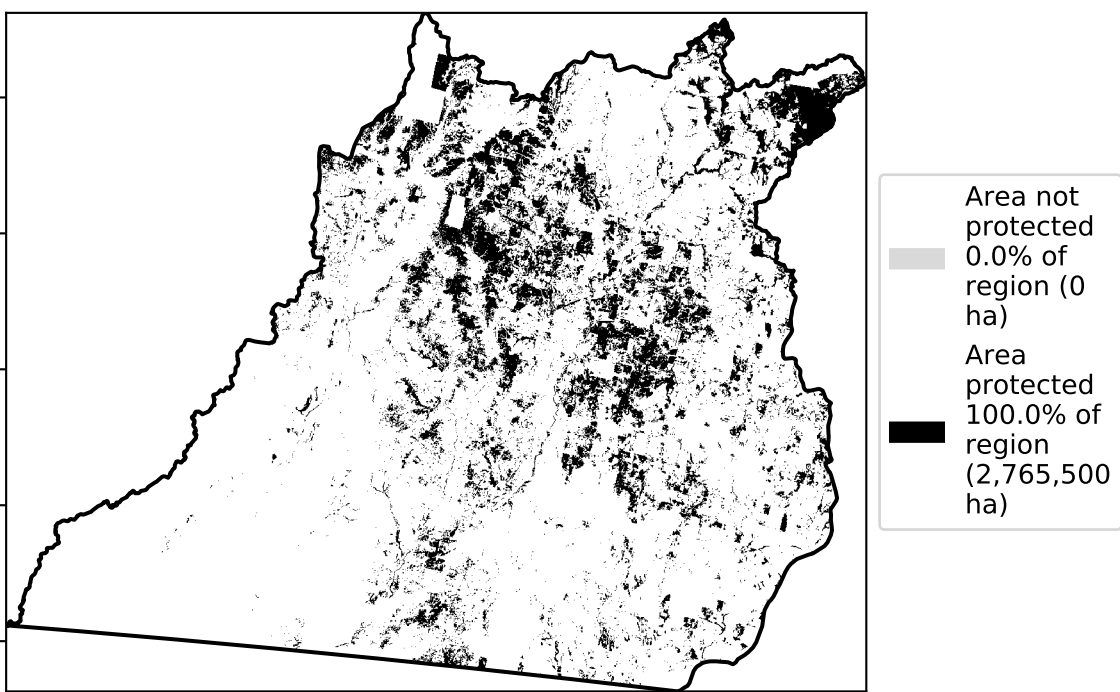 Area not
protected
0.0% of
region (0
ha)
Area
protected
100.0% of
region
(2,765,500
ha)